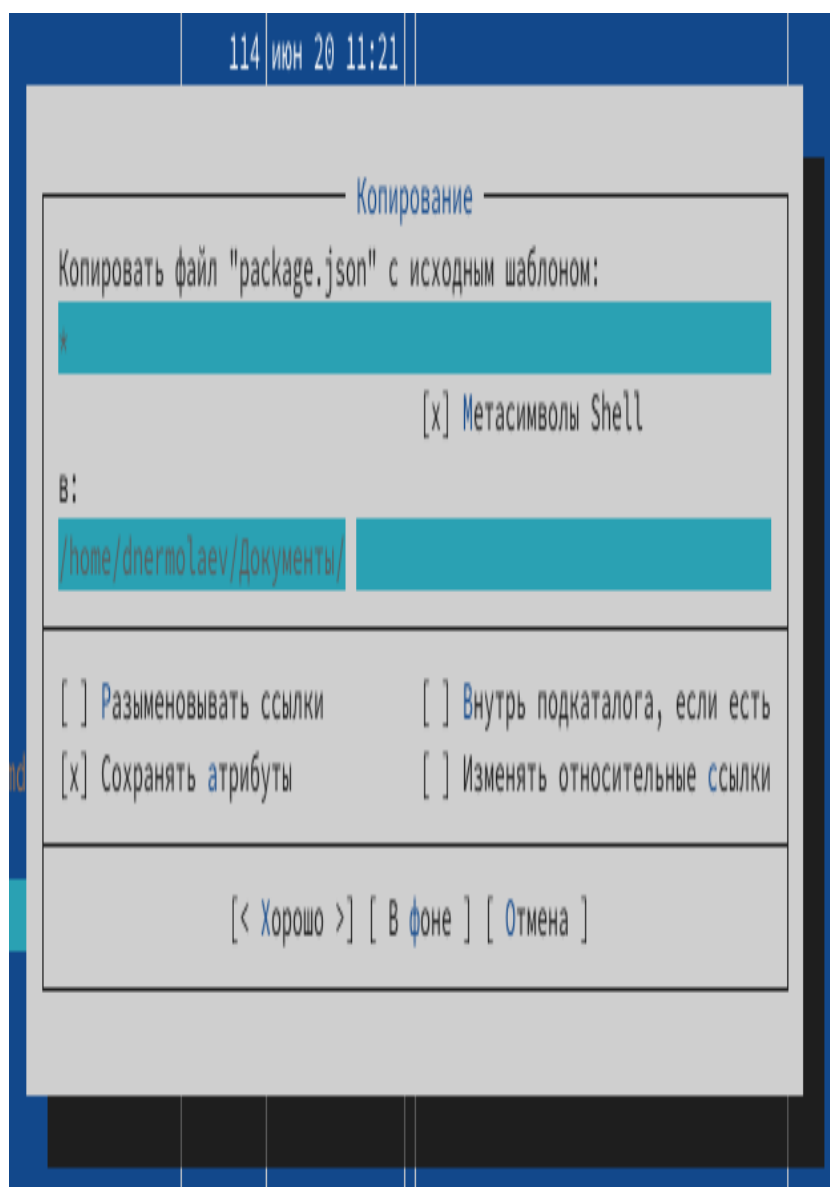 114 июн 20 11:21
Копирование
Копировать файл "package.json" с исходным шаблоном:
*
[x] Метасимволы Shell
в:
/home/dnermolaev/Документы/
[ ] Разыменовывать ссылки [ ] Внутрь подкаталога, если есть
[x] Сохранять атрибуты [ ] Изменять относительные ссылки
[< Хорошо >] [ В фоне ] [ Отмена ]